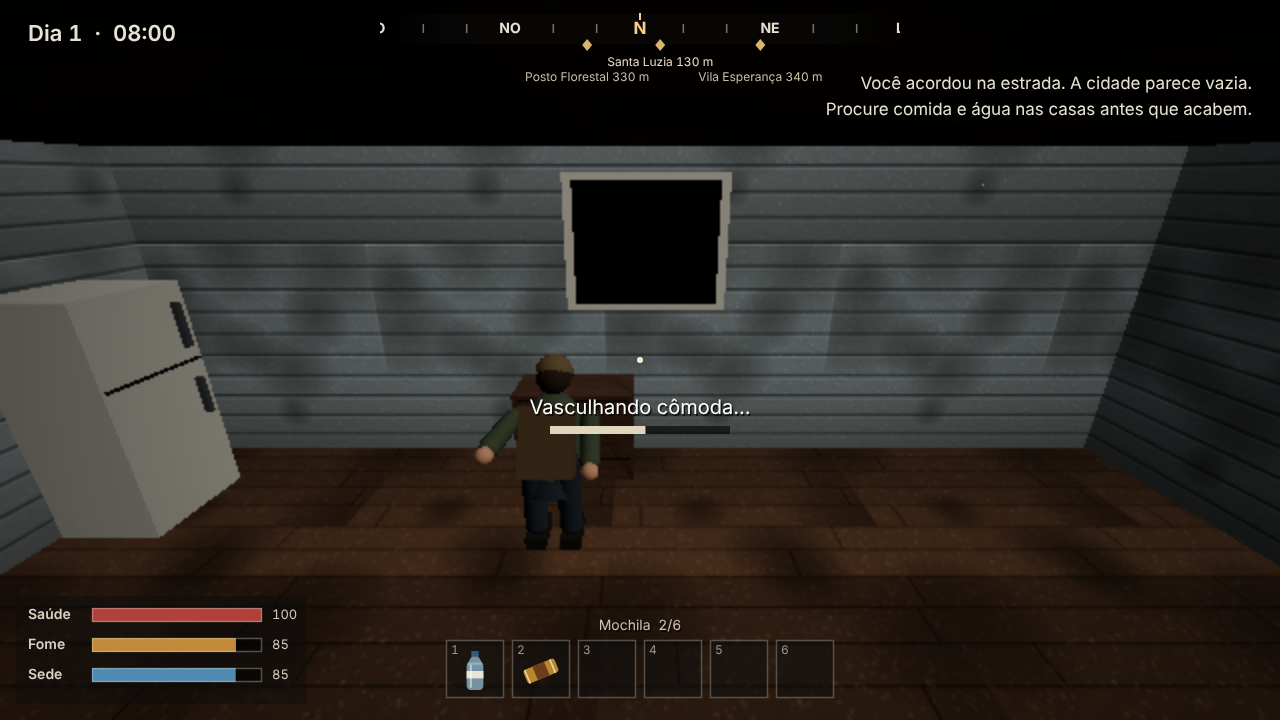 Dia 1 · 08:00
NO
N
NE
Santa Luzia 130 m
Posto Florestal 330 m
Vila Esperança 340 m
Você acordou na estrada. A cidade parece vazia.
Procure comida e água nas casas antes que acabem.
Vasculhando cômoda...
Saúde 100
Fome 85
Sede 85
Mochila 2/6
1 2 3 4 5 6